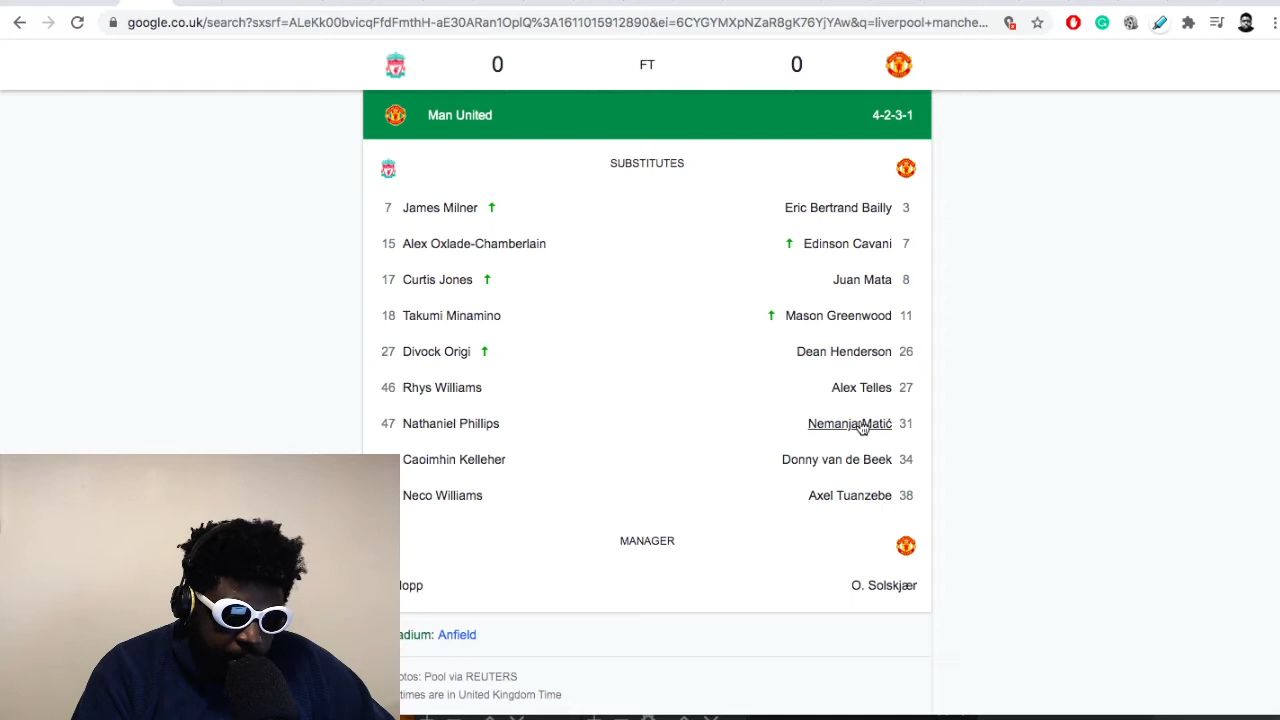 google.co.uk/search?sxsrf=ALeKk00bvicqFfdFmthH-aE30ARan1OplQ%3A1611015912890&ei=6CYGYMXpNZaR8gK76YjYAw&q=liverpool+manche...
0 FT 0
Man United 4-2-3-1
SUBSTITUTES
7 James Milner ↑ Eric Bertrand Bailly 3
15 Alex Oxlade-Chamberlain ↑ Edinson Cavani 7
17 Curtis Jones ↑ Juan Mata 8
18 Takumi Minamino ↑ Mason Greenwood 11
27 Divock Origi ↑ Dean Henderson 26
46 Rhys Williams Alex Telles 27
47 Nathaniel Phillips Nemanja Matić 31
Caoimhin Kelleher Donny van de Beek 34
Neco Williams Axel Tuanzebe 38
MANAGER
lopp O. Solskjær
adium: Anfield
otos: Pool via REUTERS
times are in United Kingdom Time